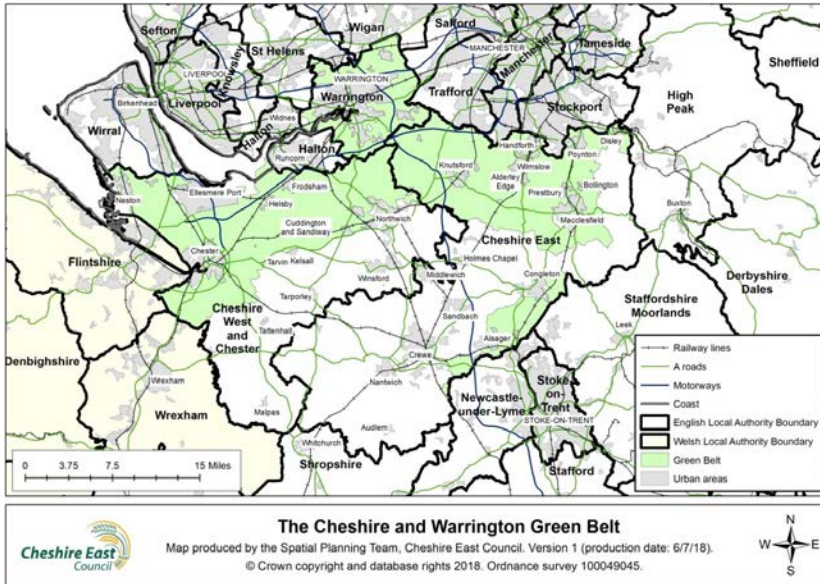 Sefton
Wigan
Salford
St Helens
Knowsley
MANCHESTER
Manchester
Tameside
Sheffield
LIVERPOOL
Liverpool
WARRINGTON
Warrington
Trafford
Stockport
High
Peak
Birkenhead
Wirral
Widnes
Halton
Halton
Runcorn
Disley
Handforth
Poynton
Knutsford
Wilmslow
Alderley
Edge
Bollington
Prestbury
Neston
Ellesmere Port
Frodsham
Helsby
Buxton
Macclesfield
Northwich
Cuddington
and Sandiway
Chester
Cheshire East
Flintshire
Tarvin
Kelsall
Holmes Chapel
Middlewich
Winsford
Congleton
Derbyshire
Dales
Tarporley
Cheshire
West
and
Chester
Sandbach
Staffordshire
Moorlands
Tattenhall
Alsager
Leek
Denbighshire
Crewe
Wrexham
Nantwich
Newcastle-
under-Lyme
Stoke-
on-
Trent
STOKE-ON-TRENT
Wrexham
Malpas
Audlem
Whitchurch
Shropshire
Stafford
Railway lines
A roads
Motorways
Coast
English Local Authority Boundary
Welsh Local Authority Boundary
Green Belt
Urban areas
0 3.75 7.5 15 Miles
Cheshire East
Council
The Cheshire and Warrington Green Belt
Map produced by the Spatial Planning Team, Cheshire East Council. Version 1 (production date: 6/7/18).
© Crown copyright and database rights 2018. Ordnance survey 100049045.
N
W E
S